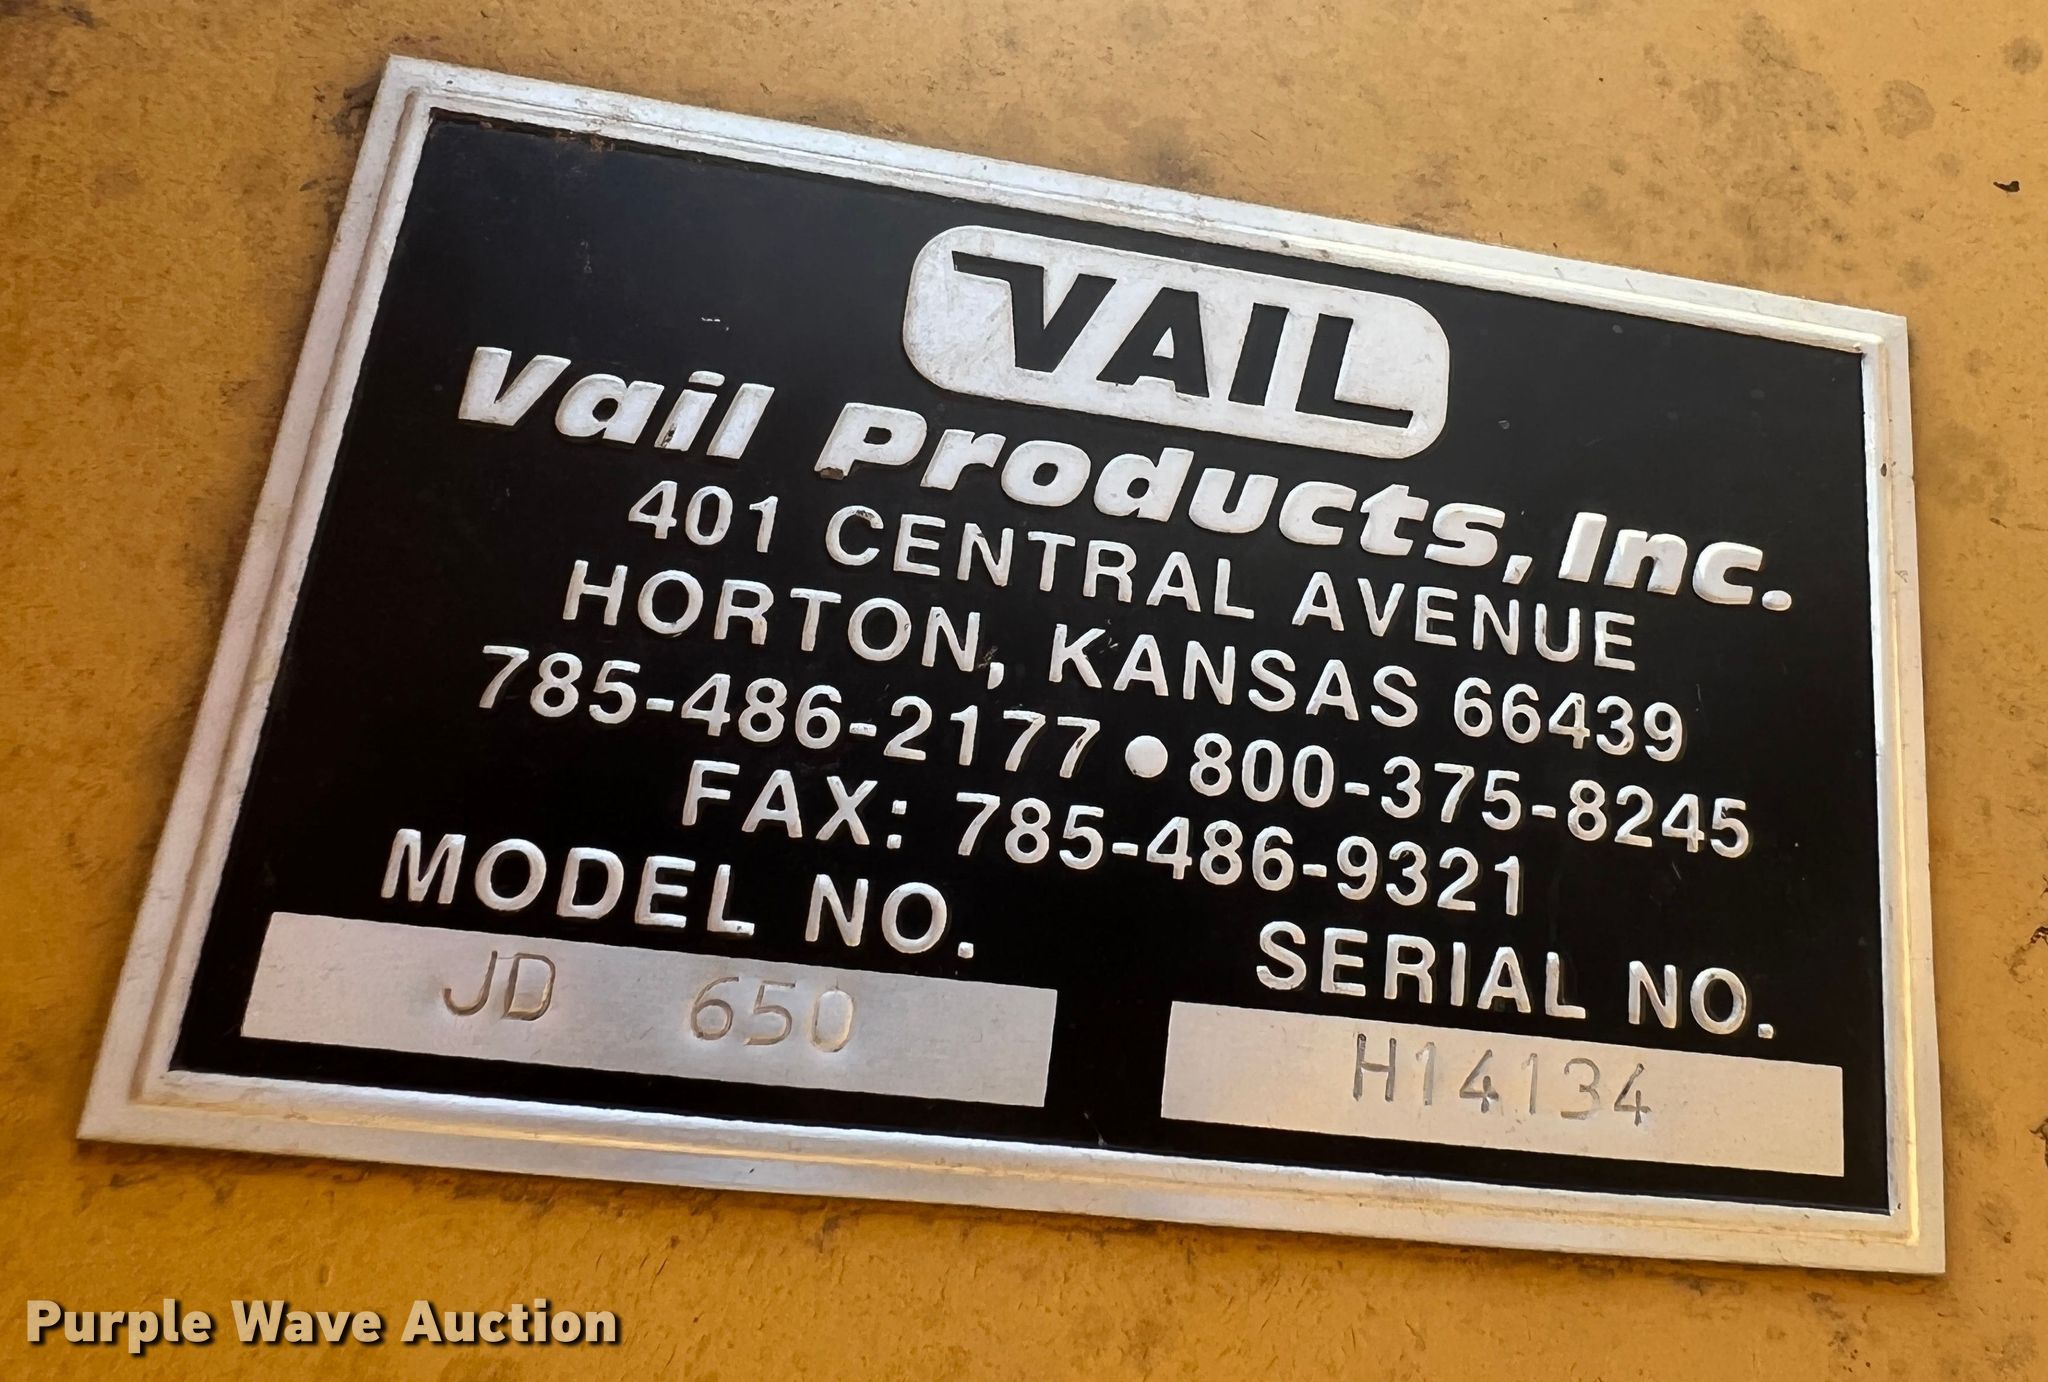 VAIL
Vail Products, Inc.
401 CENTRAL AVENUE
HORTON, KANSAS 66439
785-486-2177 • 800-375-8245
FAX: 785-486-9321
MODEL NO. SERIAL NO.
JD 650 H14134
Purple Wave Auction